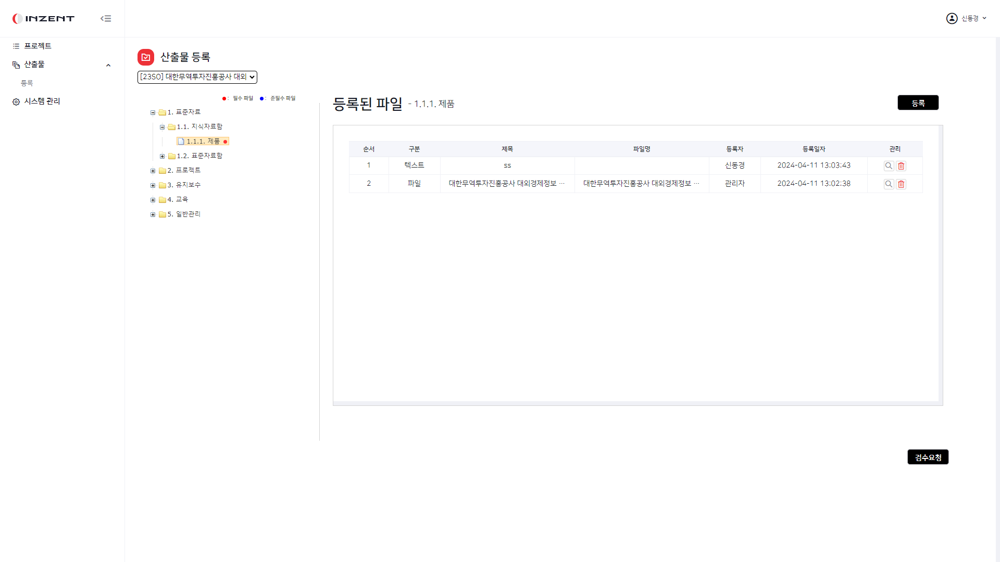 INZENT
신동경
프로젝트
산출물
등록
시스템 관리
산출물 등록
[23SO] 대한무역투자진흥공사 대외
● : 필수 파일 ● : 준필수 파일
1. 표준자료
1.1. 지식자료함
1.1.1. 제품
1.2. 표준자료함
2. 프로젝트
3. 유지보수
4. 교육
5. 일반관리
등록된 파일 - 1.1.1. 제품
등록
순서 구분 제목 파일명 등록자 등록일자 관리
1 텍스트 ss 신동경 2024-04-11 13:03:43
2 파일 대한무역투자진흥공사 대외경제정보 ... 대한무역투자진흥공사 대외경제정보 ... 관리자 2024-04-11 13:02:38
검수요청